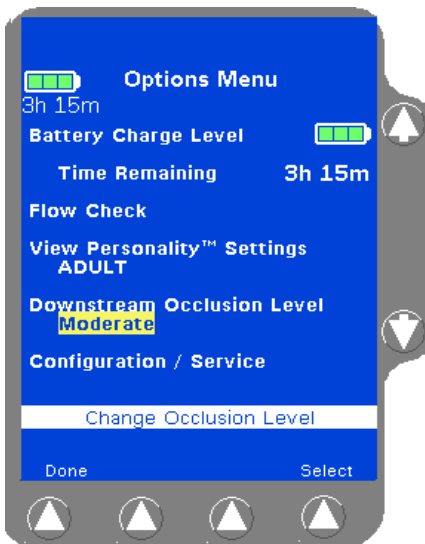 Options Menu
3h 15m
Battery Charge Level
Time Remaining 3h 15m
Flow Check
View Personality™ Settings
ADULT
Downstream Occlusion Level
Moderate
Configuration / Service
Change Occlusion Level
Done Select